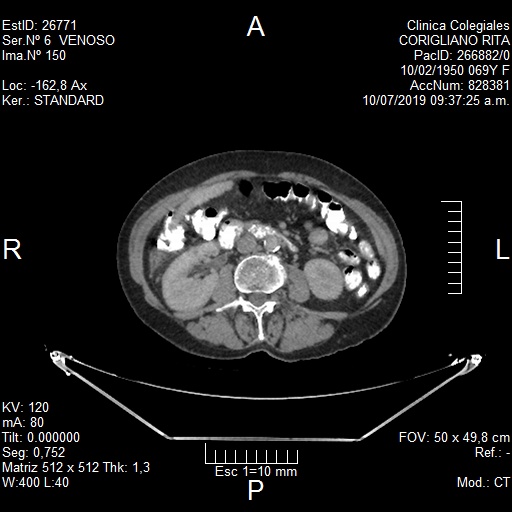 EstID: 26771
Ser.Nº 6 VENOSO
Ima.Nº 150
Loc: -162,8 Ax
Ker.: STANDARD
A
Clinica Colegiales
CORIGLIANO RITA
PacID: 266882/0
10/02/1950 069Y F
AccNum: 828381
10/07/2019 09:37:25 a.m.
R
L
KV: 120
mA: 80
Tilt: 0.000000
Seg: 0,752
Matriz 512 x 512 Thk: 1,3
W:400 L:40
Esc 1=10 mm
P
FOV: 50 x 49,8 cm
Ref.: -
Mod.: CT